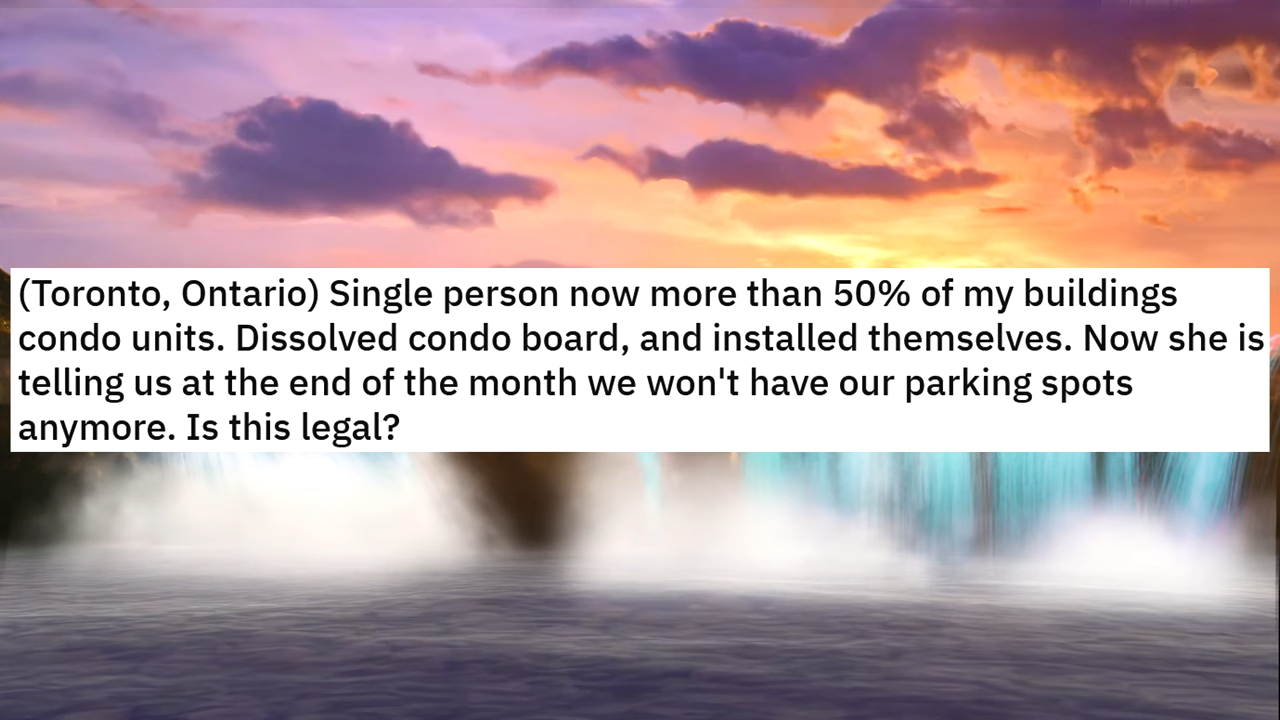 (Toronto, Ontario) Single person now more than 50% of my buildings
condo units. Dissolved condo board, and installed themselves. Now she is
telling us at the end of the month we won't have our parking spots
anymore. Is this legal?